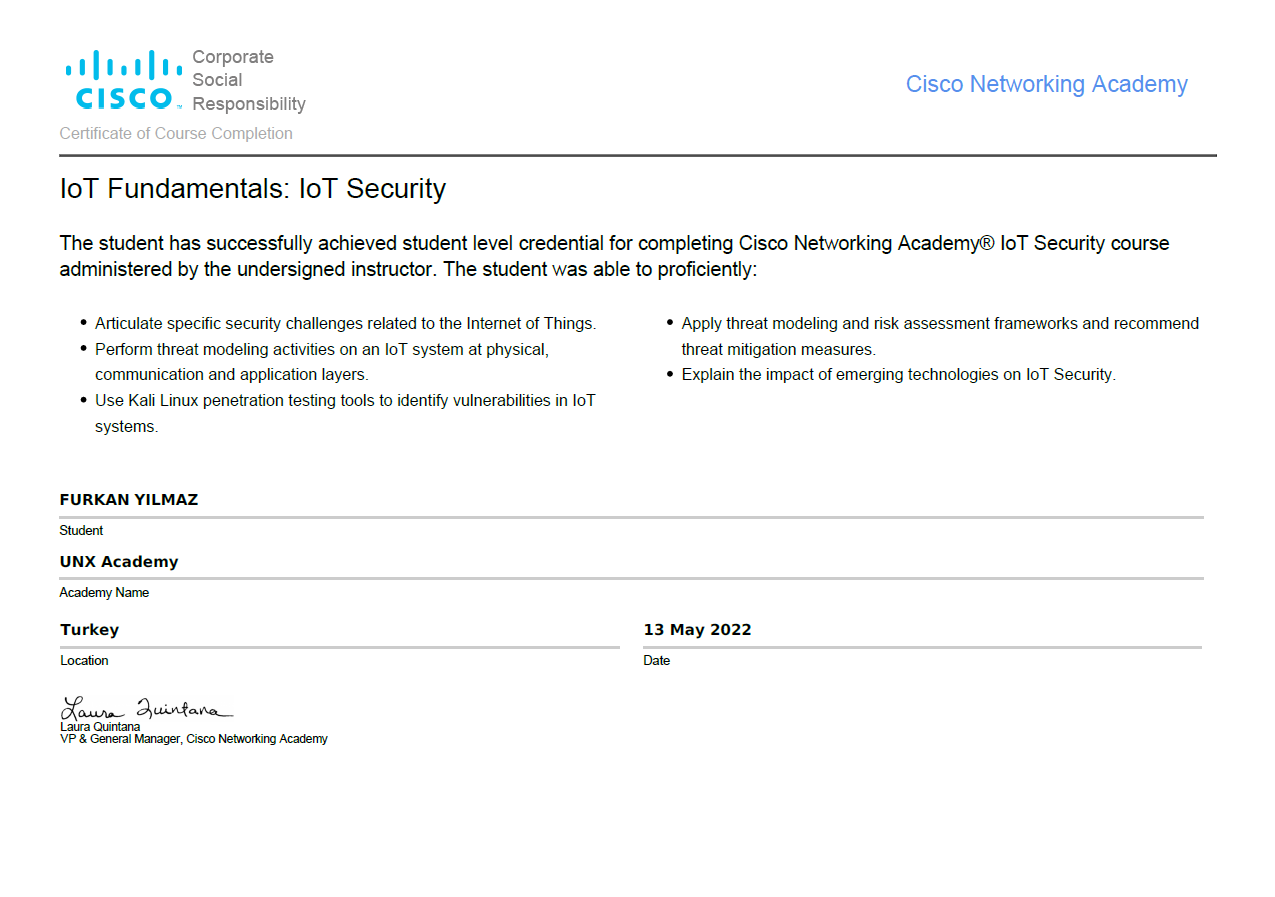 Corporate
Social
Responsibility
CISCO™
Cisco Networking Academy
Certificate of Course Completion
IoT Fundamentals: IoT Security
The student has successfully achieved student level credential for completing Cisco Networking Academy® IoT Security course
administered by the undersigned instructor. The student was able to proficiently:
• Articulate specific security challenges related to the Internet of Things.
• Perform threat modeling activities on an IoT system at physical,
communication and application layers.
• Use Kali Linux penetration testing tools to identify vulnerabilities in IoT
systems.
• Apply threat modeling and risk assessment frameworks and recommend
threat mitigation measures.
• Explain the impact of emerging technologies on IoT Security.
FURKAN YILMAZ
Student
UNX Academy
Academy Name
Turkey
Location
13 May 2022
Date
Laura Quintana
Laura Quintana
VP & General Manager, Cisco Networking Academy